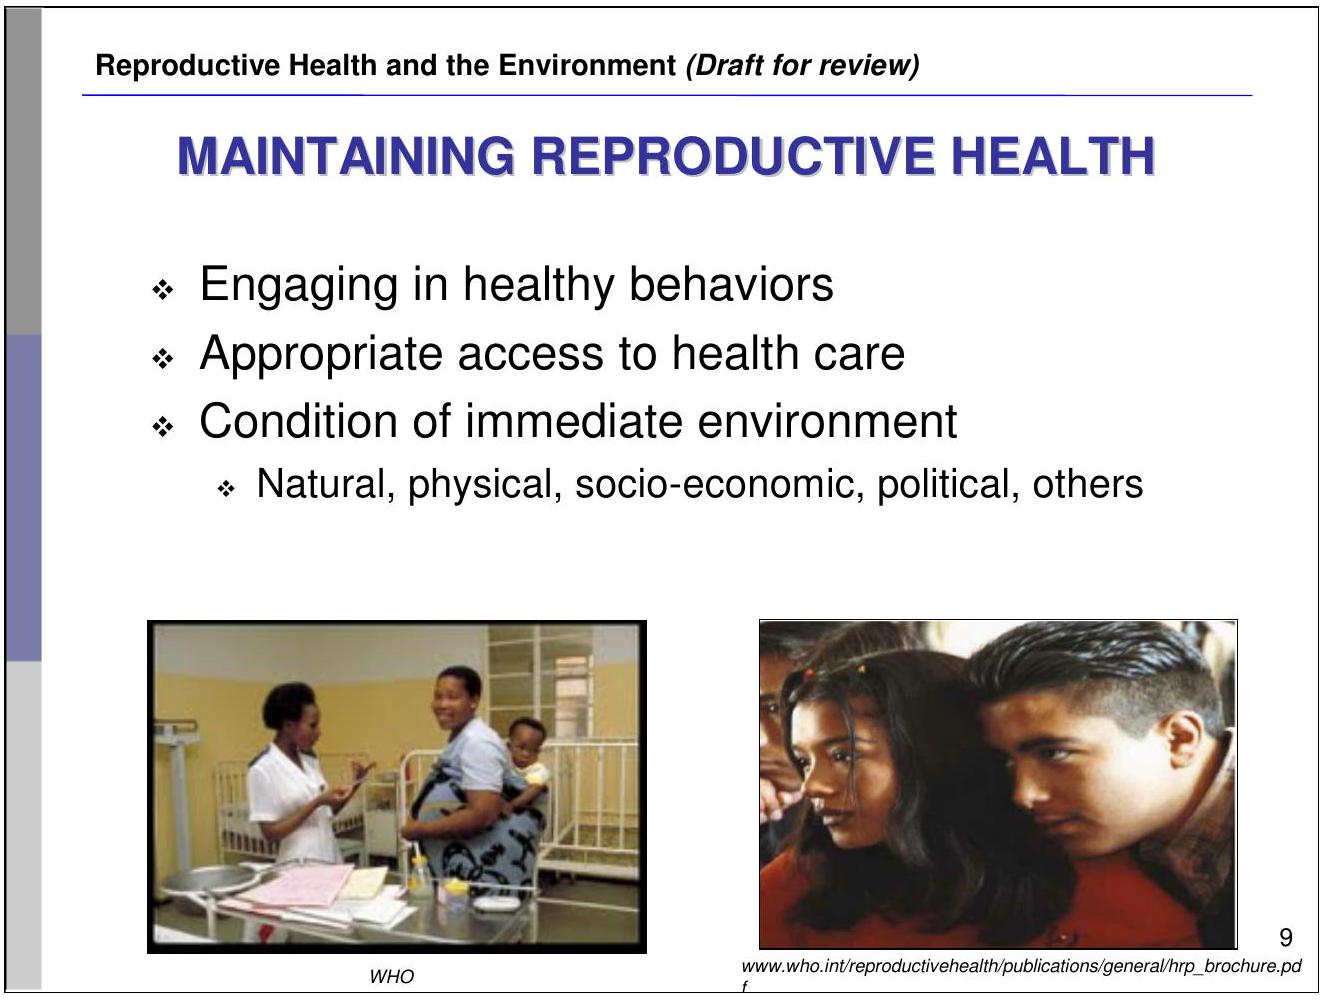 Reproductive Health and the Environment (Draft for review)
MAINTAINING REPRODUCTIVE HEALTH
Engaging in healthy behaviors
Appropriate access to health care
Condition of immediate environment
Natural, physical, socio-economic, political, others
WHO
9
www.who.int/reproductivehealth/publications/general/hrp_brochure.pd
f